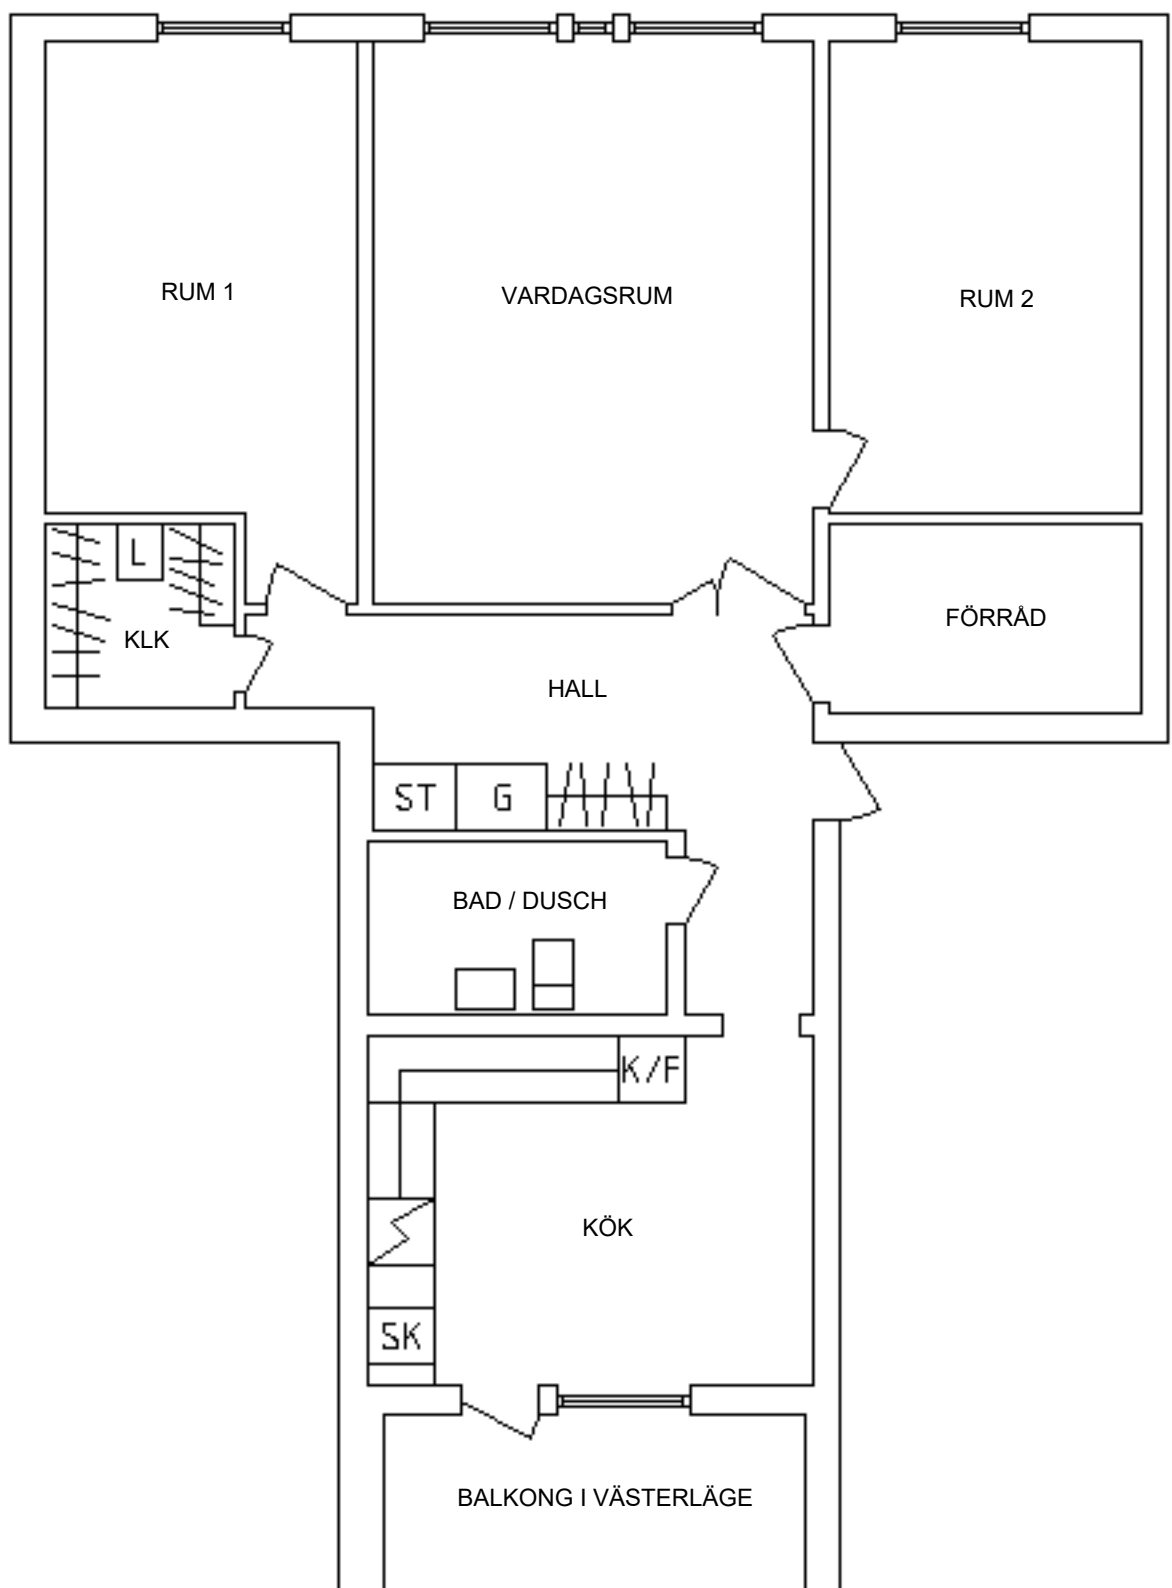 RUM 1
VARDAGSRUM
RUM 2
L
KLK
FÖRRÅD
HALL
ST
G
BAD / DUSCH
K/F
KÖK
SK
BALKONG I VÄSTERLÄGE